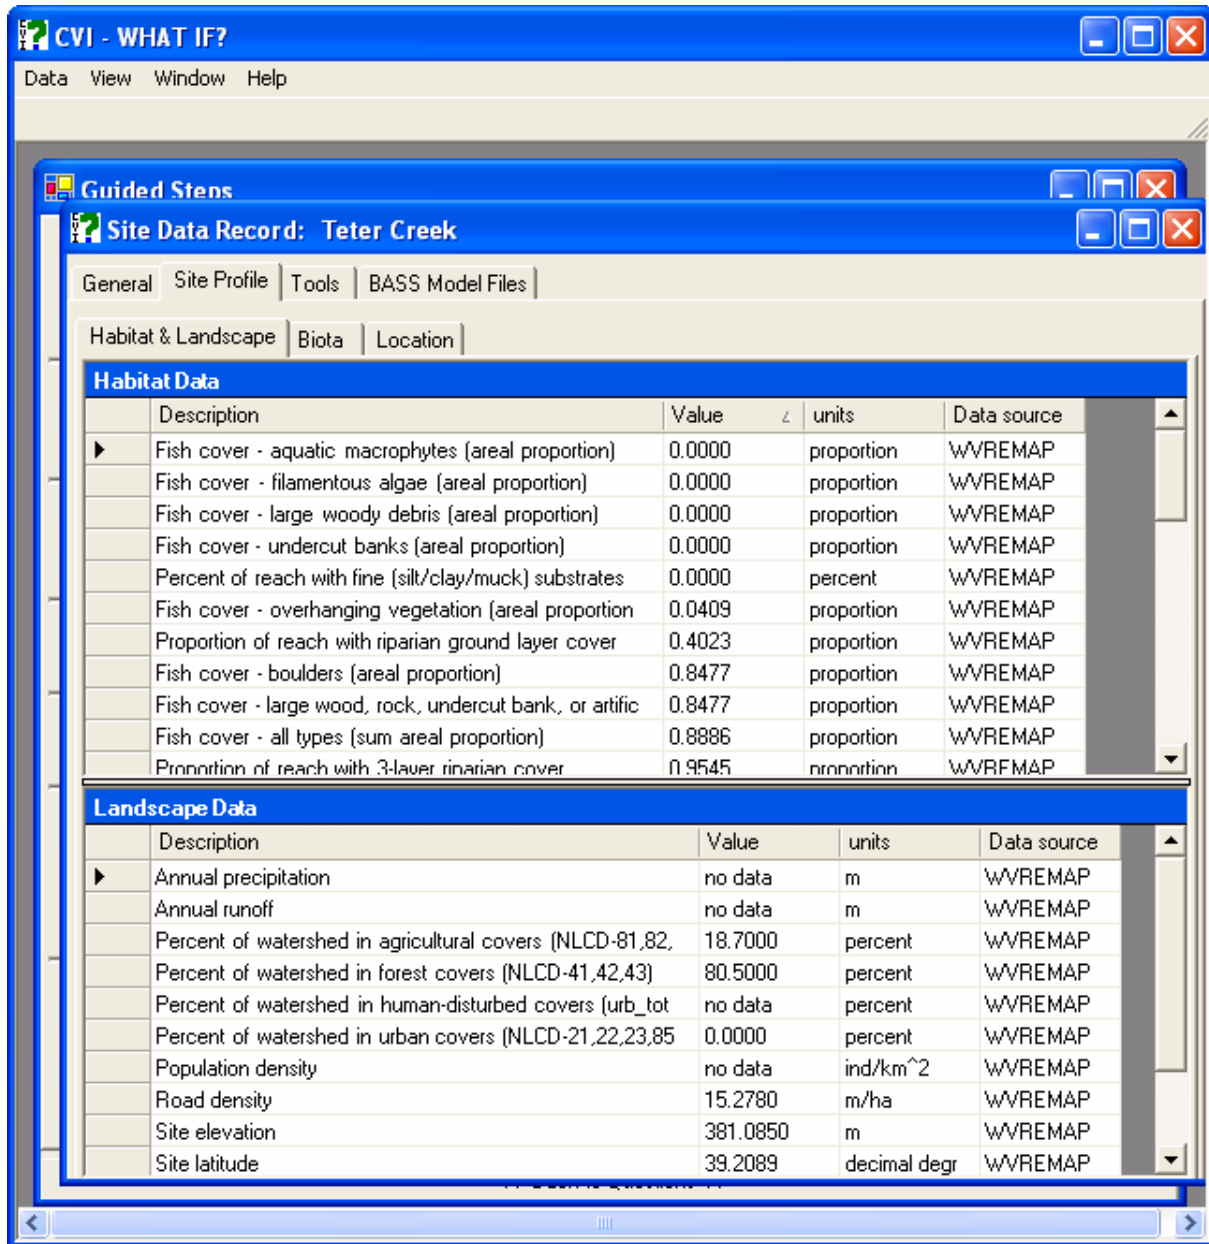 CVI - WHAT IF?
Data View Window Help
Guided Steps
Site Data Record: Teter Creek
General Site Profile Tools BASS Model Files
Habitat & Landscape Biota Location
Habitat Data
Description Value units Data source
Fish cover - aquatic macrophytes (areal proportion) 0.0000 proportion WVREMAP
Fish cover - filamentous algae (areal proportion) 0.0000 proportion WVREMAP
Fish cover - large woody debris (areal proportion) 0.0000 proportion WVREMAP
Fish cover - undercut banks (areal proportion) 0.0000 proportion WVREMAP
Percent of reach with fine (silt/clay/muck) substrates 0.0000 percent WVREMAP
Fish cover - overhanging vegetation (areal proportion 0.0409 proportion WVREMAP
Proportion of reach with riparian ground layer cover 0.4023 proportion WVREMAP
Fish cover - boulders (areal proportion) 0.8477 proportion WVREMAP
Fish cover - large wood, rock, undercut bank, or artific 0.8477 proportion WVREMAP
Fish cover - all types (sum areal proportion) 0.8886 proportion WVREMAP
Proportion of reach with 3-layer riparian cover 0.9545 proportion WVREMAP
Landscape Data
Description Value units Data source
Annual precipitation no data m WVREMAP
Annual runoff no data m WVREMAP
Percent of watershed in agricultural covers (NLCD-81,82, 18.7000 percent WVREMAP
Percent of watershed in forest covers (NLCD-41,42,43) 80.5000 percent WVREMAP
Percent of watershed in human-disturbed covers (urb_tot no data percent WVREMAP
Percent of watershed in urban covers (NLCD-21,22,23,85 0.0000 percent WVREMAP
Population density no data ind/km^2 WVREMAP
Road density 15.2780 m/ha WVREMAP
Site elevation 381.0850 m WVREMAP
Site latitude 39.2089 decimal degr WVREMAP